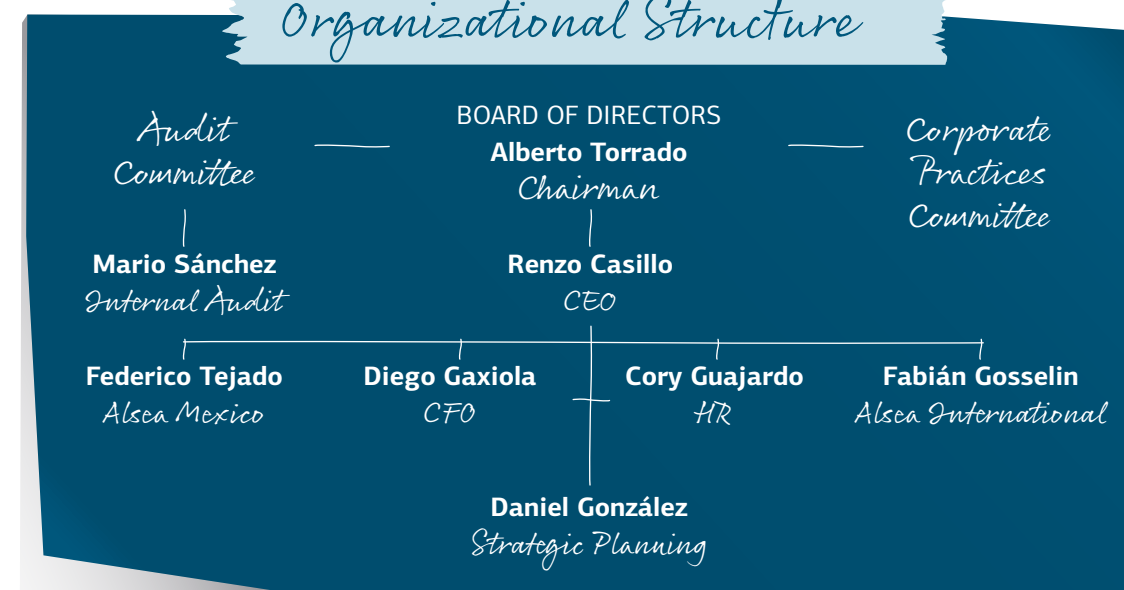 Organizational Structure
Audit
Committee
BOARD OF DIRECTORS
Alberto Torrado
Chairman
Corporate
Practices
Committee
Mario Sánchez
Internal Audit
Renzo Casillo
CEO
Federico Tejado
Alsea Mexico
Diego Gaxiola
CFO
Cory Guajardo
HR
Fabián Gosselin
Alsea International
Daniel González
Strategic Planning